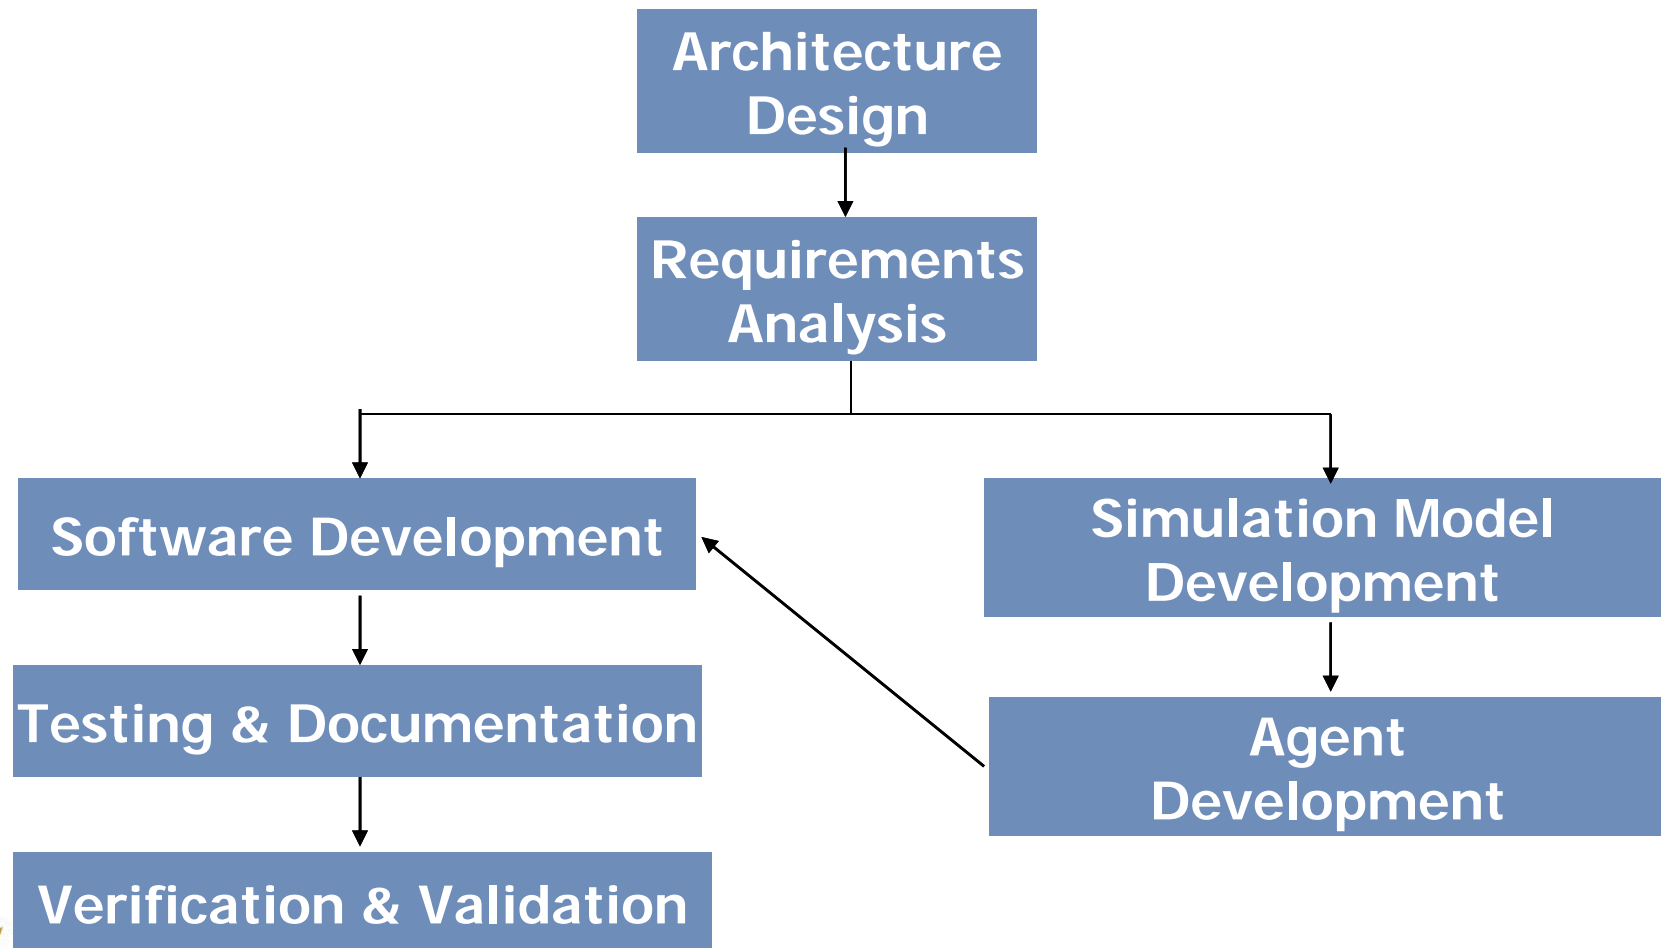 Architecture
Design
Requirements
Analysis
Software Development
Simulation Model
Development
Testing & Documentation
Agent
Development
Verification & Validation